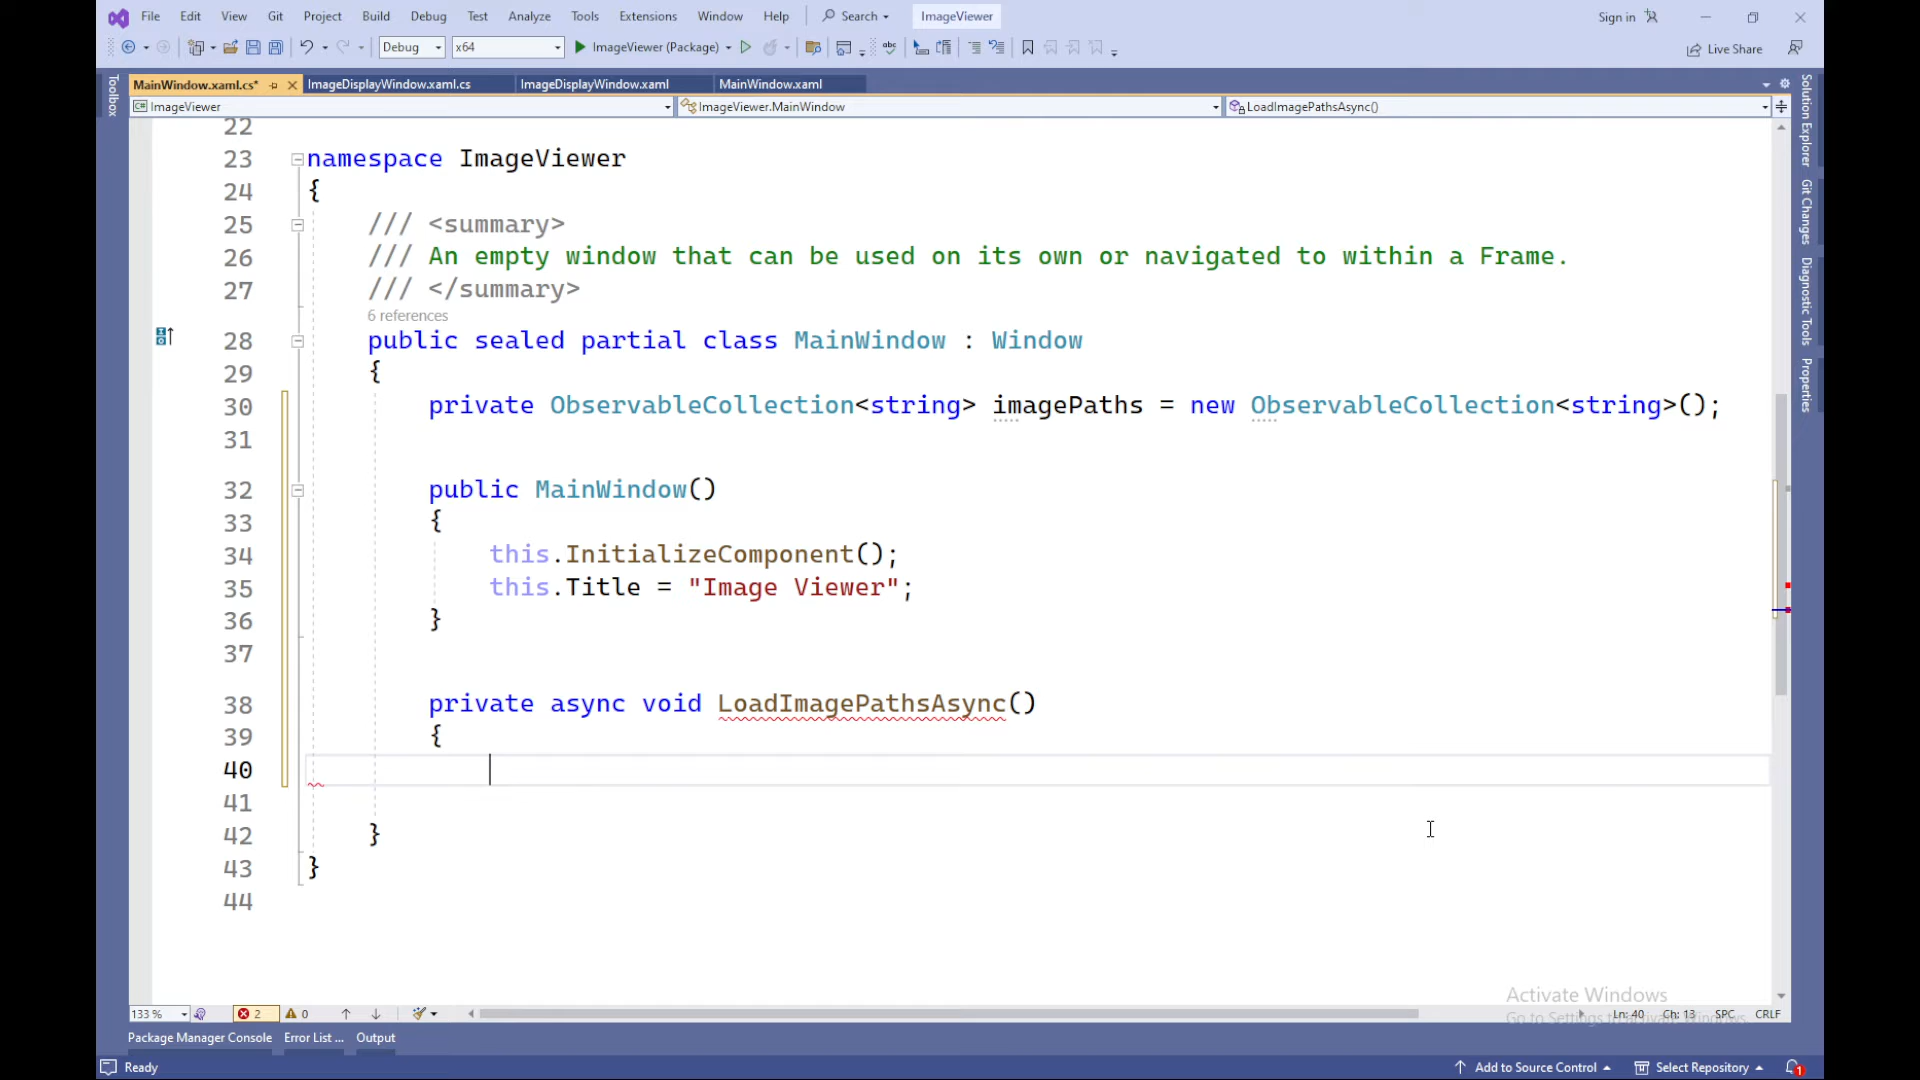 File Edit View Git Project Build Debug Test Analyze Tools Extensions Window Help Search ImageViewer Sign in
Debug x64 ImageViewer (Package) Live Share
MainWindow.xaml.cs* ImageDisplayWindow.xaml.cs ImageDisplayWindow.xaml MainWindow.xaml
ImageViewer ImageViewer.MainWindow LoadImagePathsAsync()
Toolbox
Solution Explorer
Git Changes
Diagnostic Tools
Properties
22
23 namespace ImageViewer
24 {
25 /// <summary>
26 /// An empty window that can be used on its own or navigated to within a Frame.
27 /// </summary>
6 references
28 public sealed partial class MainWindow : Window
29 {
30 private ObservableCollection<string> imagePaths = new ObservableCollection<string>();
31
32 public MainWindow()
33 {
34 this.InitializeComponent();
35 this.Title = "Image Viewer";
36 }
37
38 private async void LoadImagePathsAsync()
39 {
40
41
42 }
43 }
44
Activate Windows
Go to Settings to activate Windows.
133 % 2 0 Ln: 40 Ch: 13 SPC CRLF
Package Manager Console Error List ... Output
Ready Add to Source Control Select Repository 1